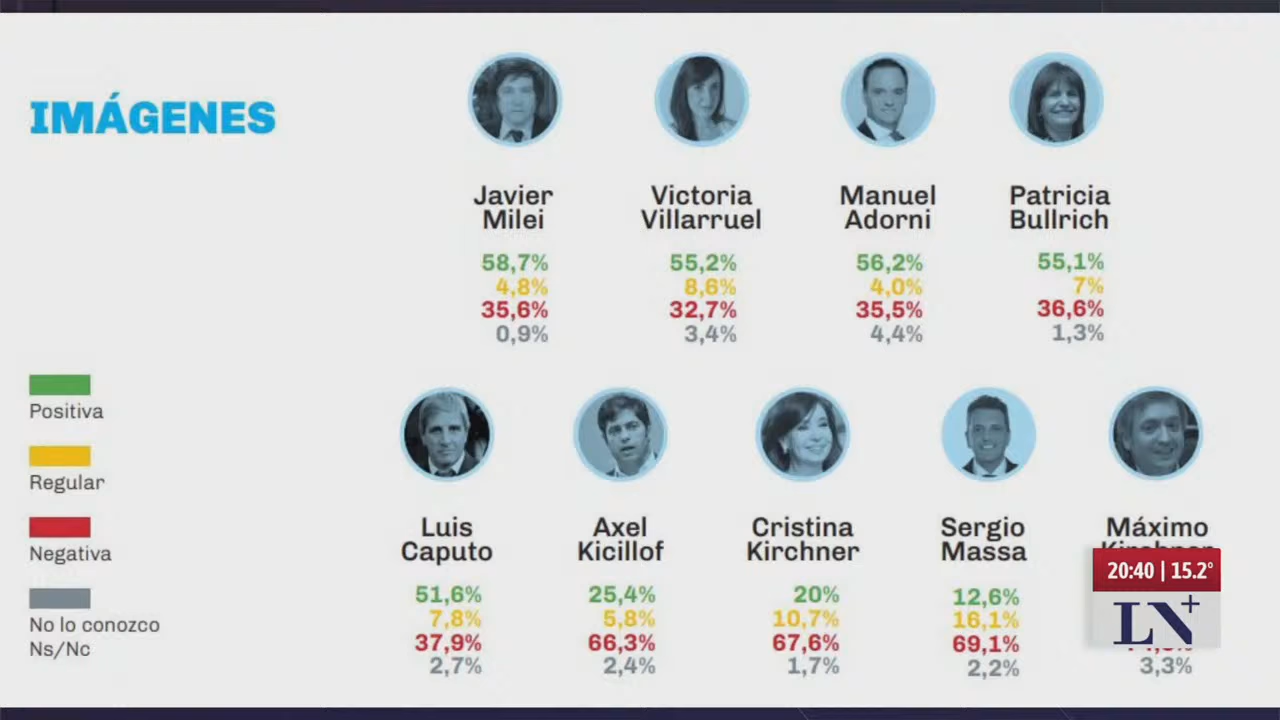 IMÁGENES
Javier
Milei
58,7%
4,8%
35,6%
0,9%
Victoria
Villarruel
55,2%
8,6%
32,7%
3,4%
Manuel
Adorni
56,2%
4,0%
35,5%
4,4%
Patricia
Bullrich
55,1%
7%
36,6%
1,3%
Positiva
Regular
Negativa
No lo conozco
Ns/Nc
Luis
Caputo
51,6%
7,8%
37,9%
2,7%
Axel
Kicillof
25,4%
5,8%
66,3%
2,4%
Cristina
Kirchner
20%
10,7%
67,6%
1,7%
Sergio
Massa
12,6%
16,1%
69,1%
2,2%
Máximo
3,3%
20:40 | 15.2°
LN+